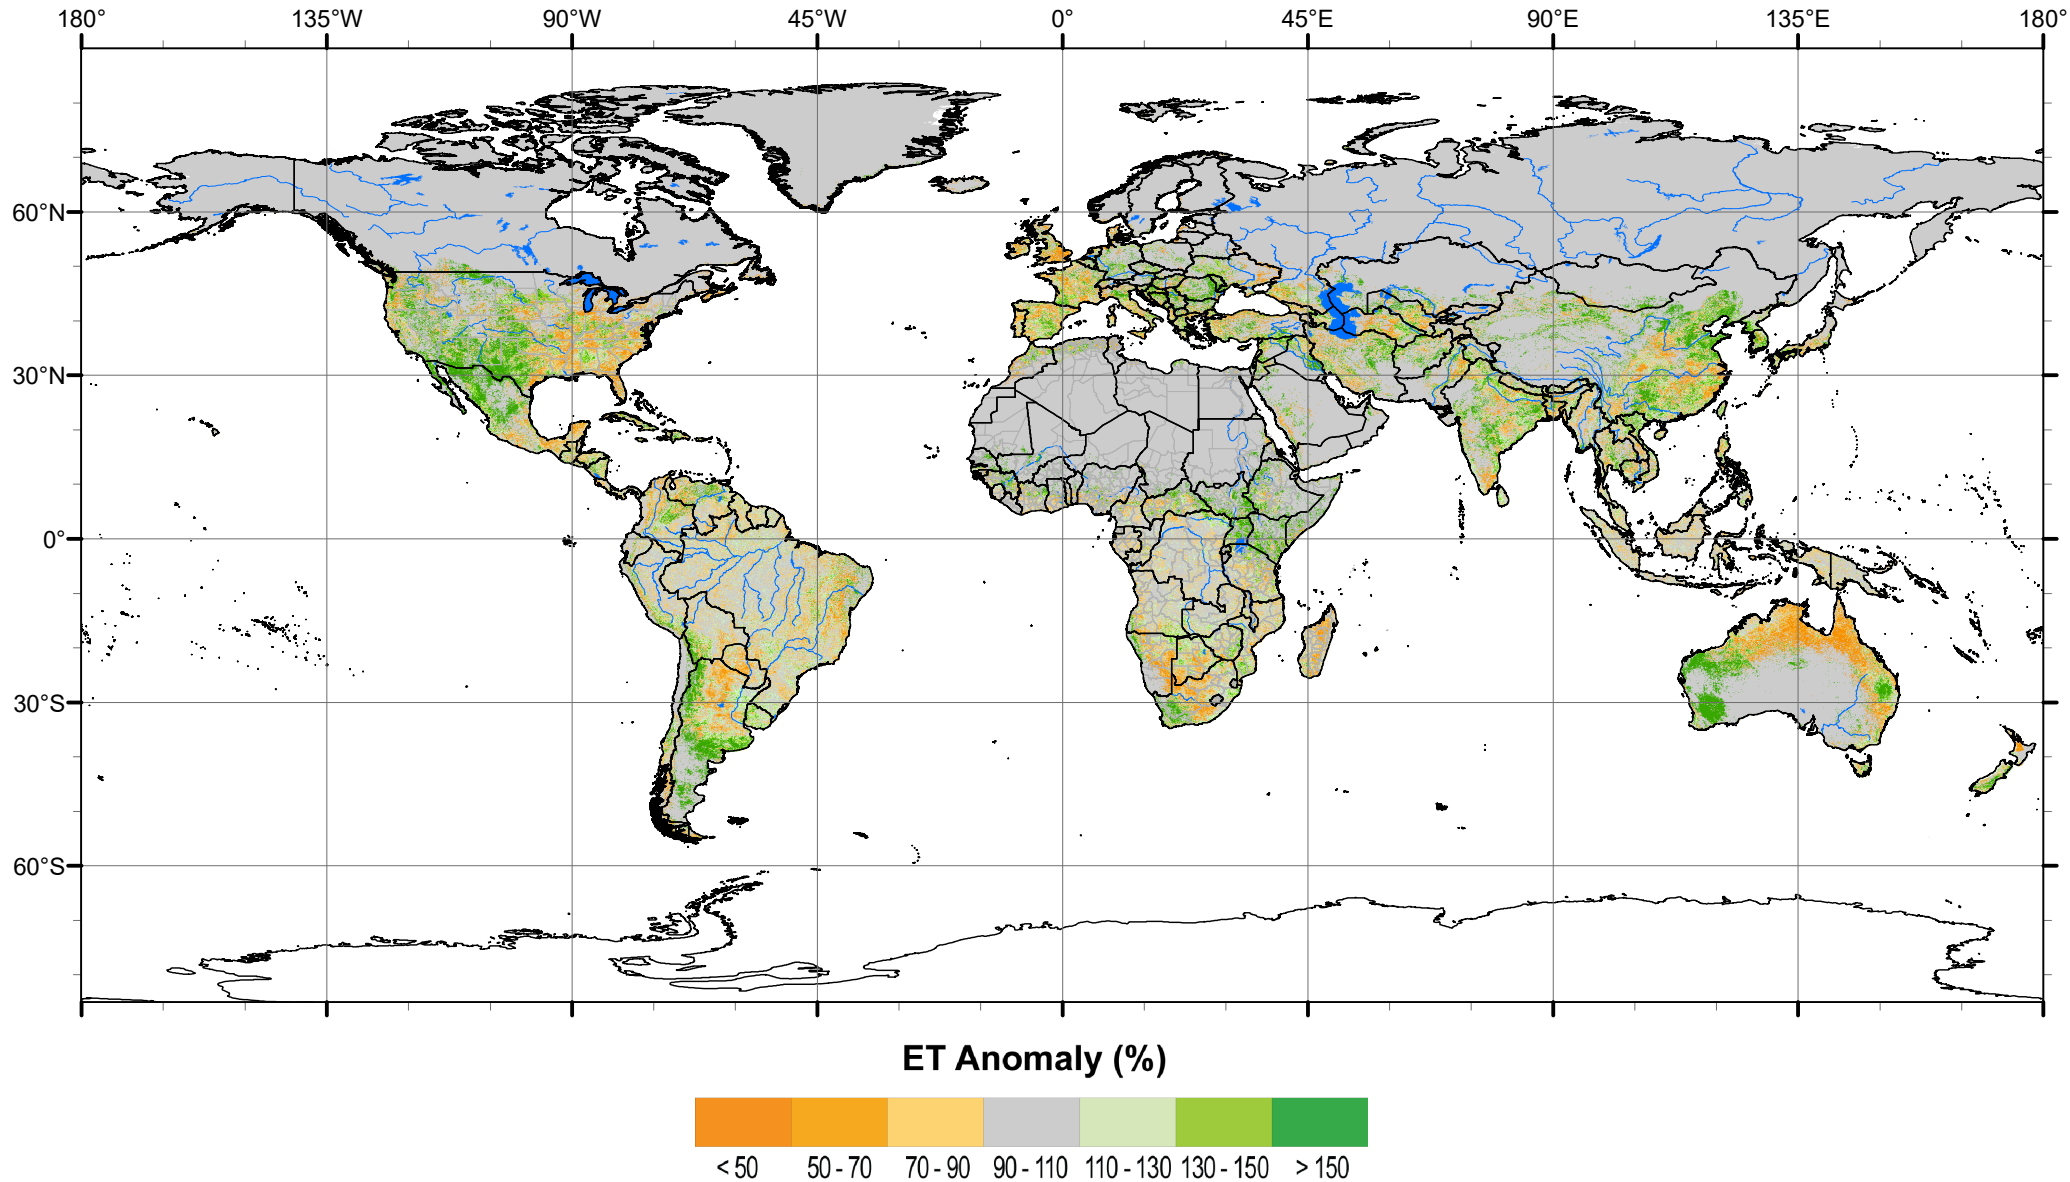 180° 135°W 90°W 45°W 0° 45°E 90°E 135°E 180°
60°N
30°N
0°
30°S
60°S
ET Anomaly (%)
< 50 50 - 70 70 - 90 90 - 110 110 - 130 130 - 150 > 150